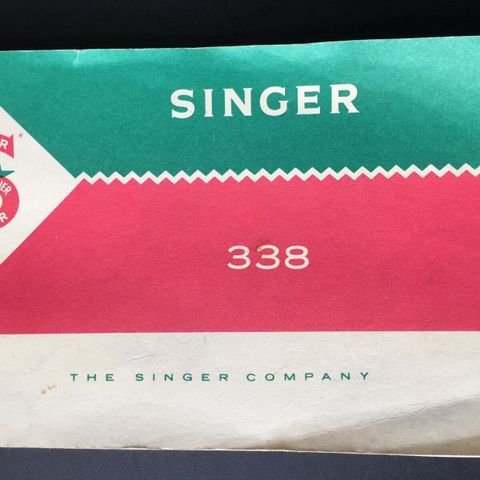 SINGER
338
THE SINGER COMPANY